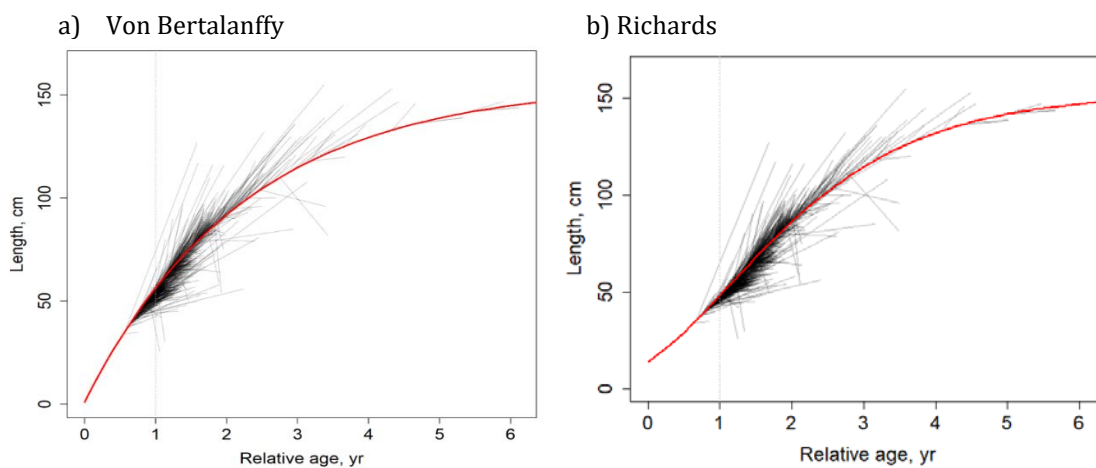 a) Von Bertalanffy
b) Richards
Length, cm
0 50 100 150
0 1 2 3 4 5 6
Relative age, yr
Length, cm
0 50 100 150
0 1 2 3 4 5 6
Relative age, yr